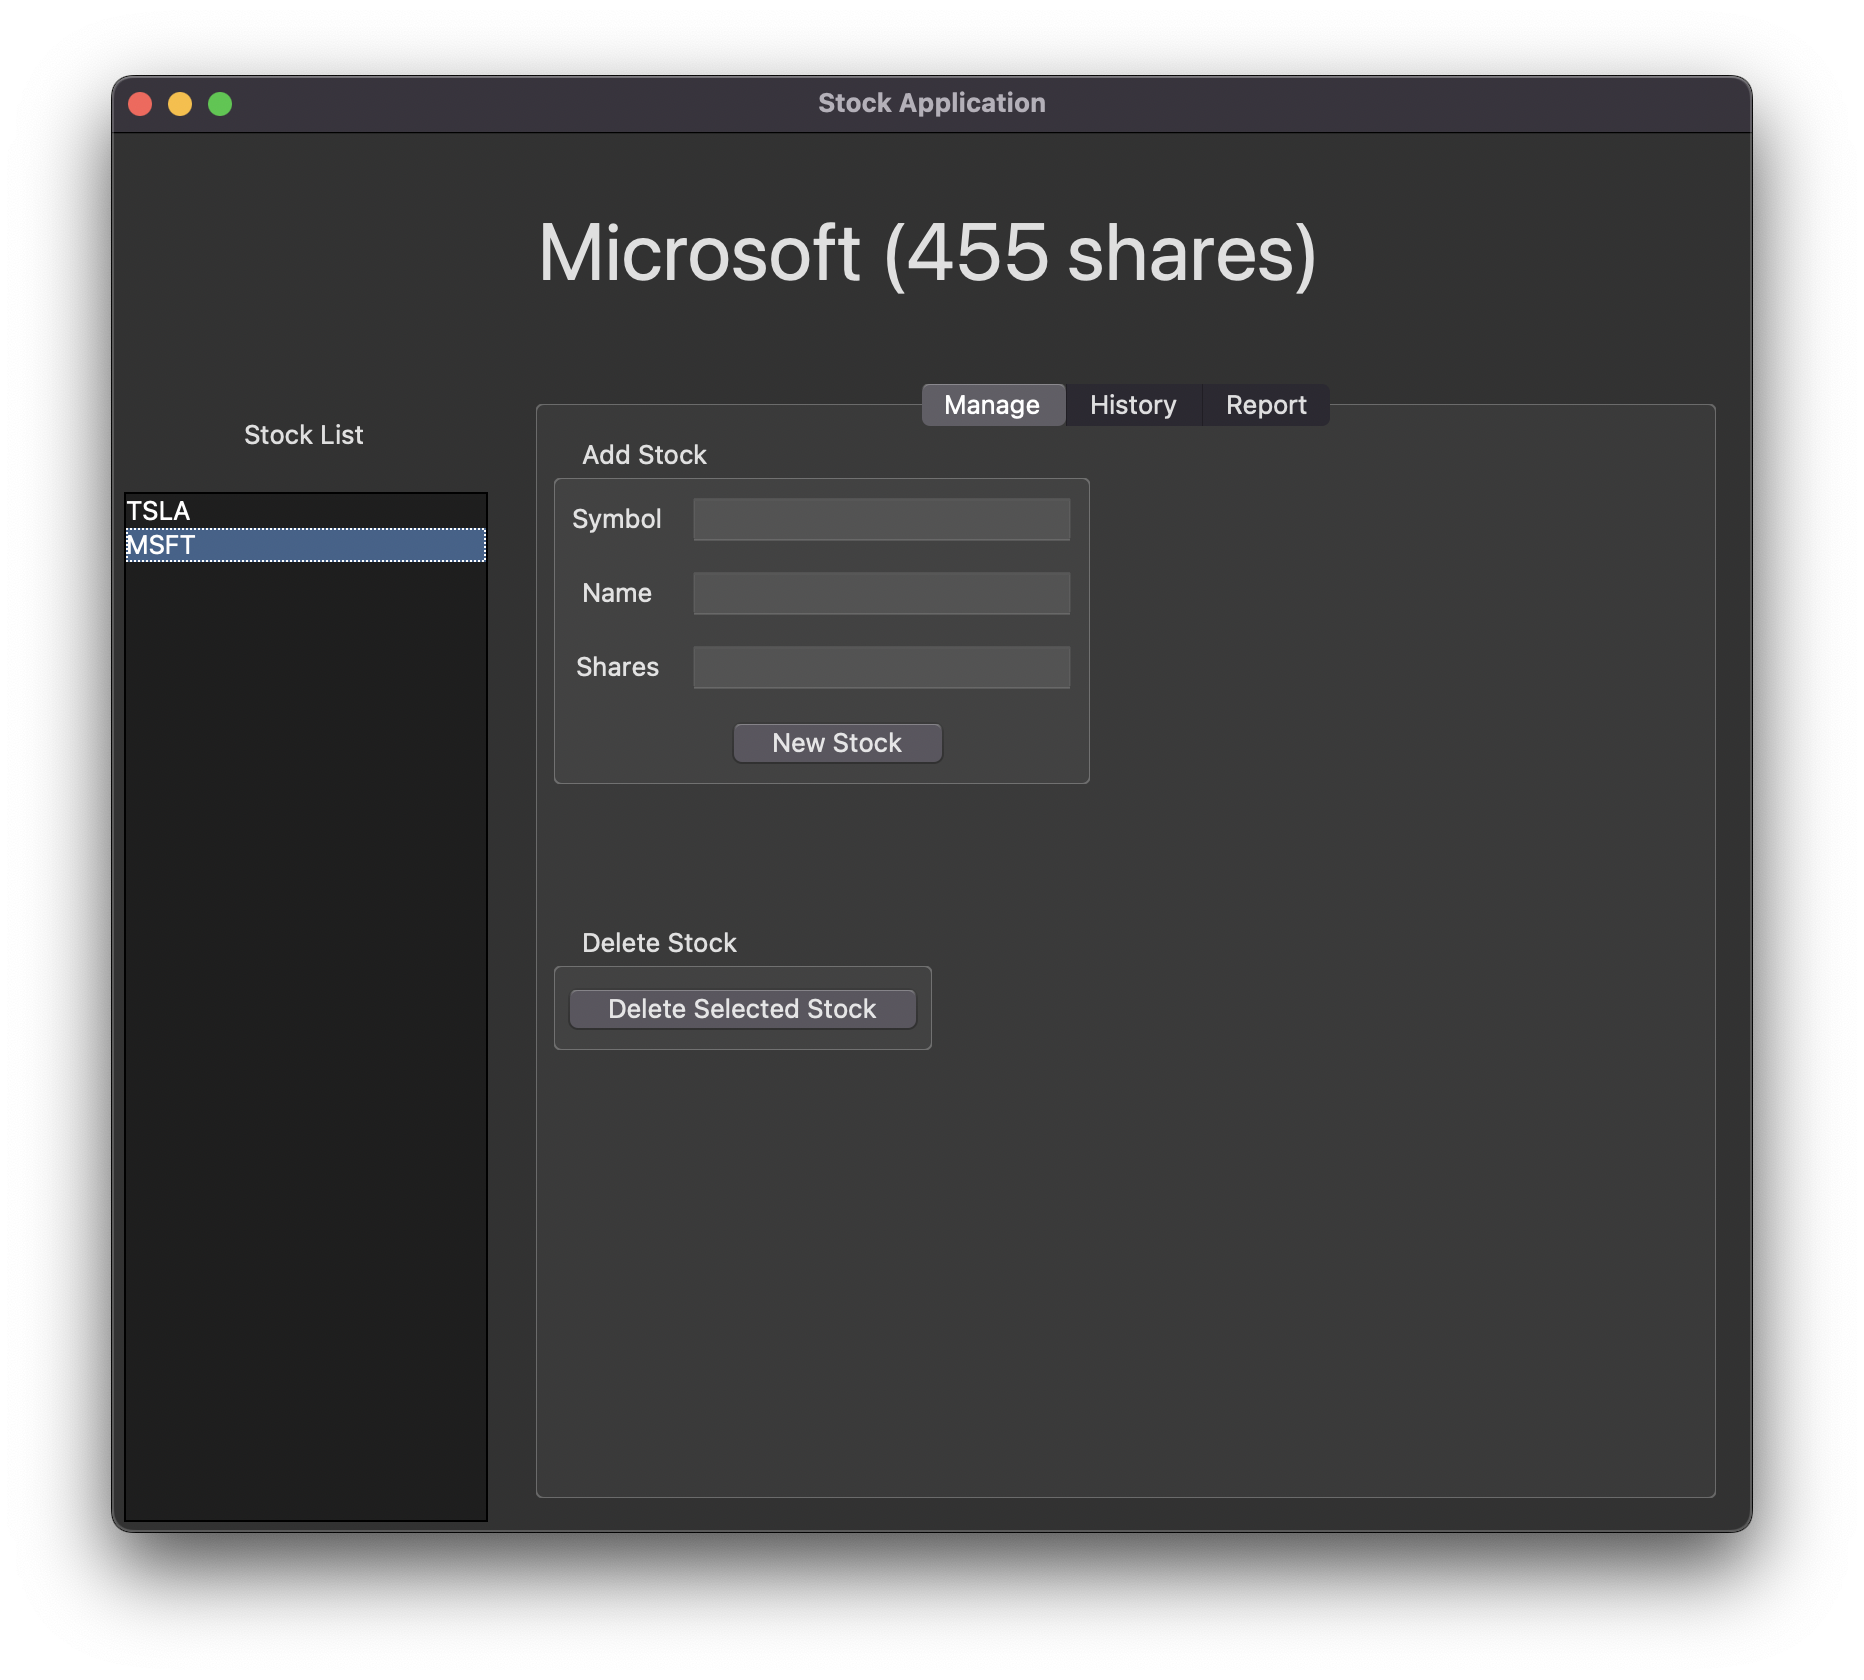 Stock Application
Microsoft (455 shares)
Stock List
TSLA
MSFT
Manage History Report
Add Stock
Symbol
Name
Shares
New Stock
Delete Stock
Delete Selected Stock